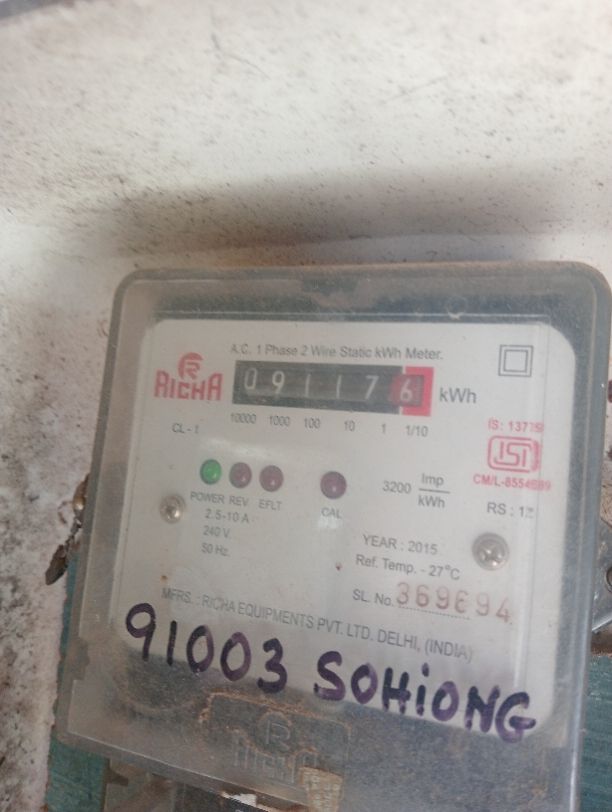 A.C. 1 Phase 2 Wire Static kWh Meter.
RICHA
091176 kWh
10000 1000 100 10 1 1/10
CL - 1
IS: 13779
ISI
CM/L-8554689
POWER REV EFLT CAL
3200 Imp/kWh
RS : 12
2.5-10 A
240 V.
50 Hz.
YEAR : 2015
Ref. Temp. - 27°C
SL. No. 369694
MFRS. : RICHA EQUIPMENTS PVT. LTD. DELHI, (INDIA)
91003 SOHIONG
RICHA